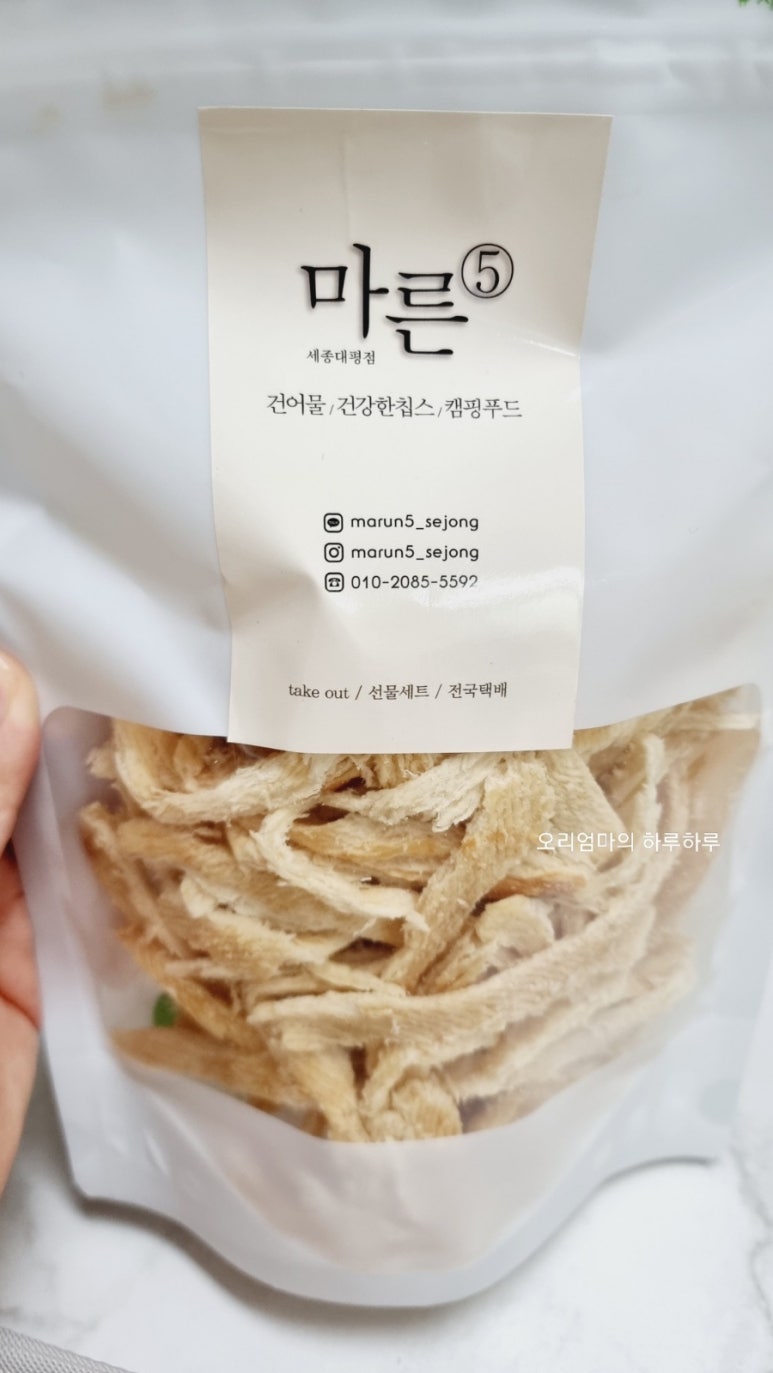 마른⑤
세종대평점
건어물/건강한칩스/캠핑푸드
marun5_sejong
marun5_sejong
010-2085-5592
take out / 선물세트 / 전국택배
오리엄마의 하루하루